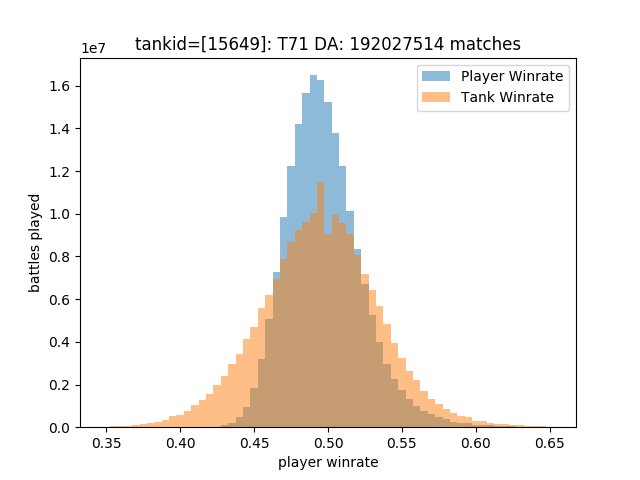 tankid=[15649]: T71 DA: 192027514 matches
1e7
Player Winrate
Tank Winrate
battles played
1.6
1.4
1.2
1.0
0.8
0.6
0.4
0.2
0.0
0.35 0.40 0.45 0.50 0.55 0.60 0.65
player winrate